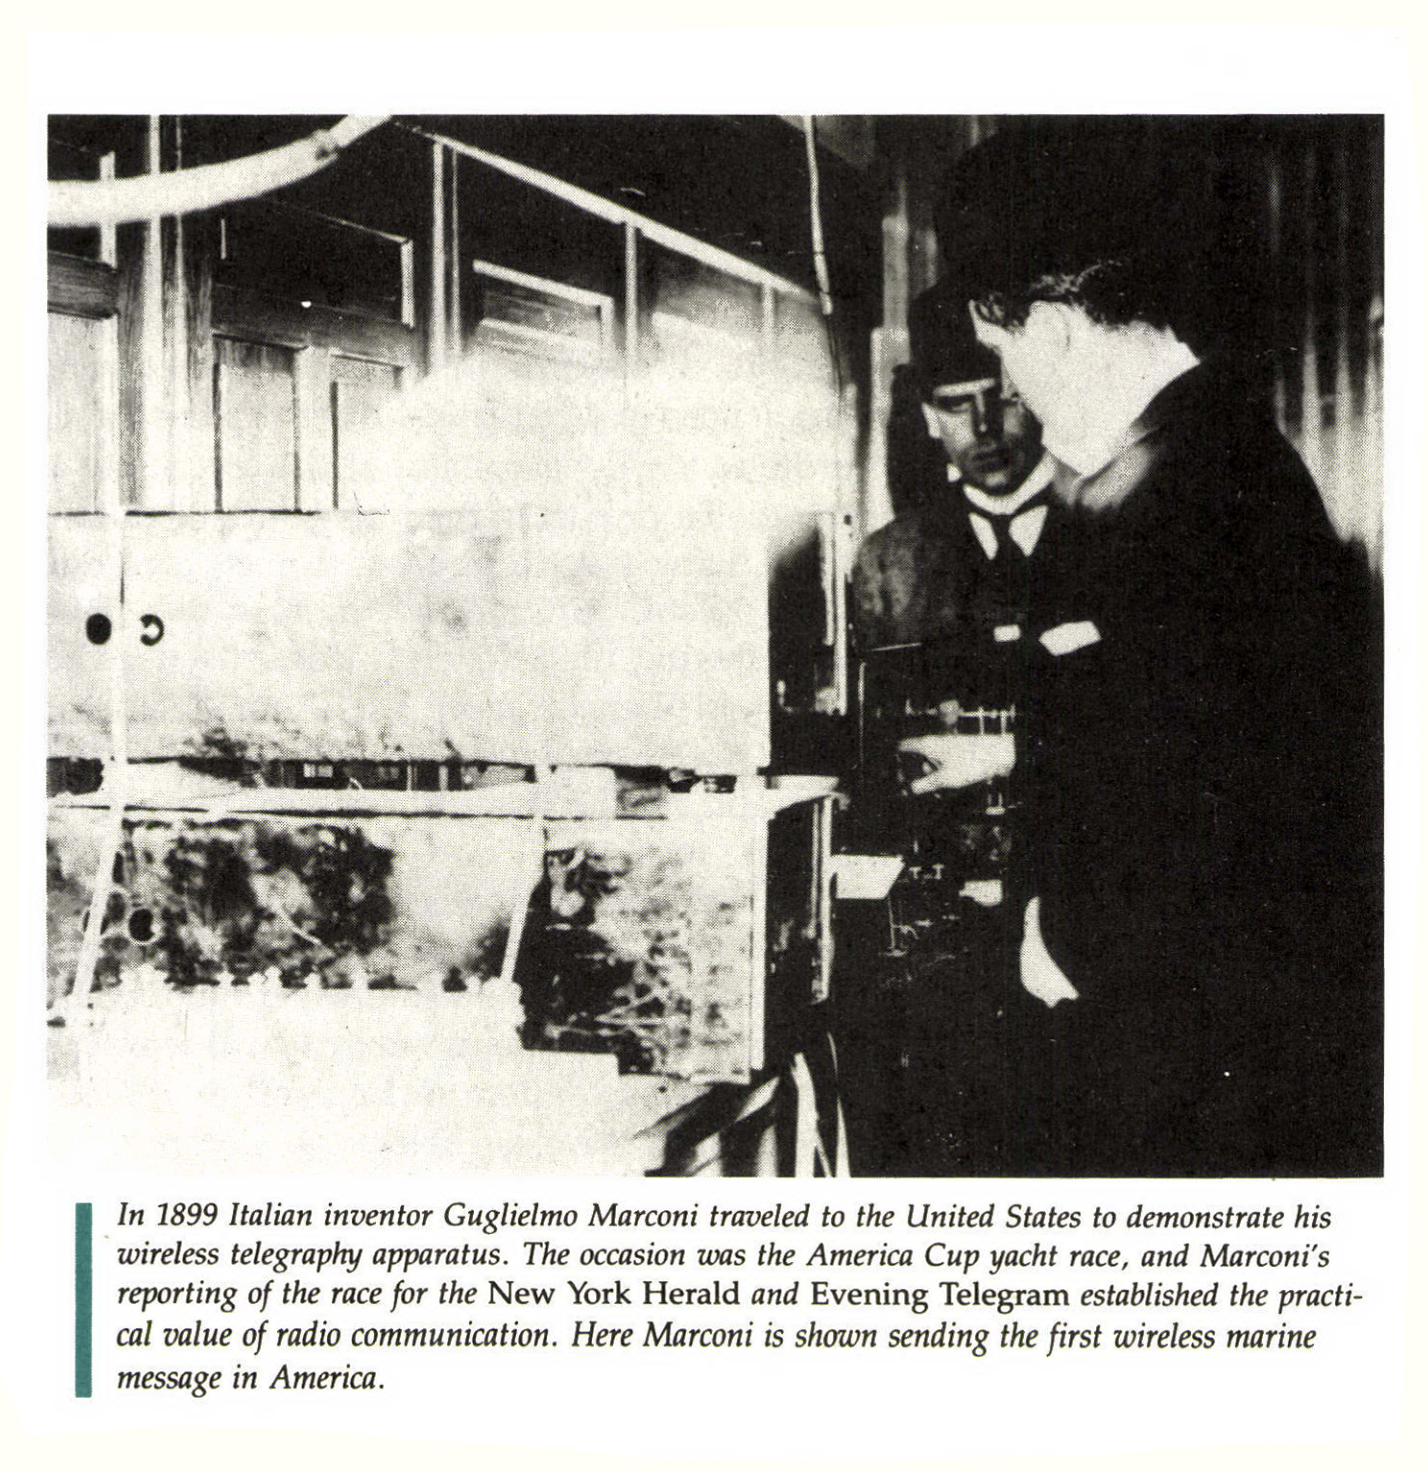 In 1899 Italian inventor Guglielmo Marconi traveled to the United States to demonstrate his
wireless telegraphy apparatus. The occasion was the America Cup yacht race, and Marconi's
reporting of the race for the New York Herald and Evening Telegram established the practi-
cal value of radio communication. Here Marconi is shown sending the first wireless marine
message in America.